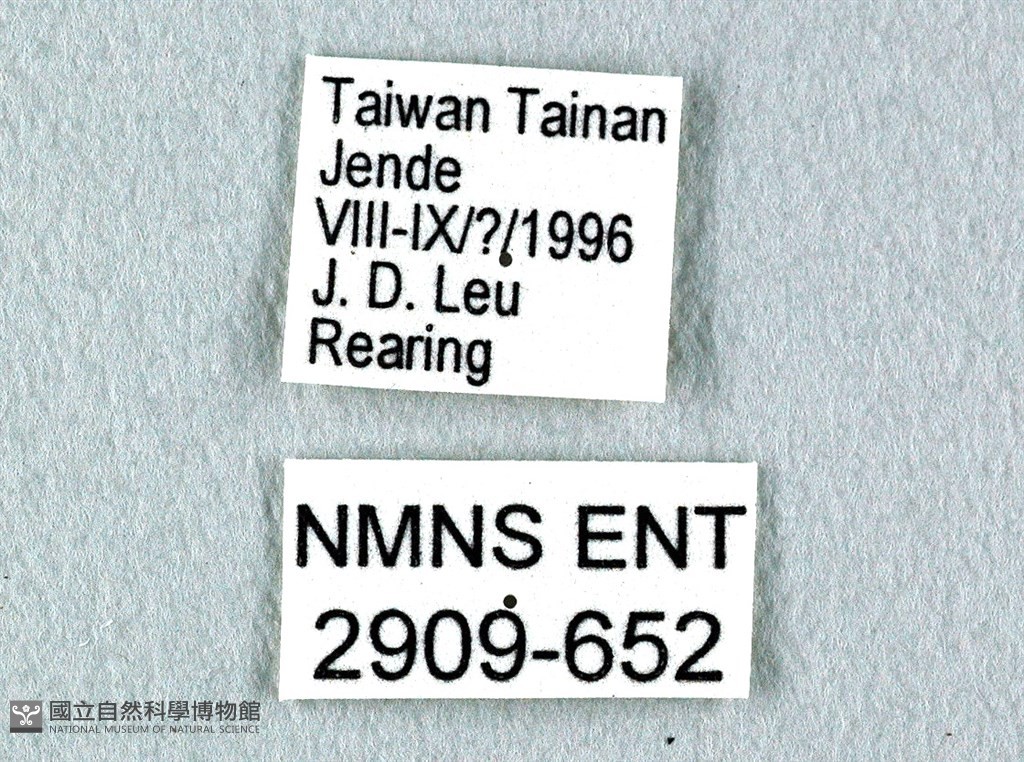 Taiwan Tainan
Jende
VIII-IX/?/1996
J. D. Leu
Rearing
NMNS ENT
2909-652
國立自然科學博物館
NATIONAL MUSEUM OF NATURAL SCIENCE